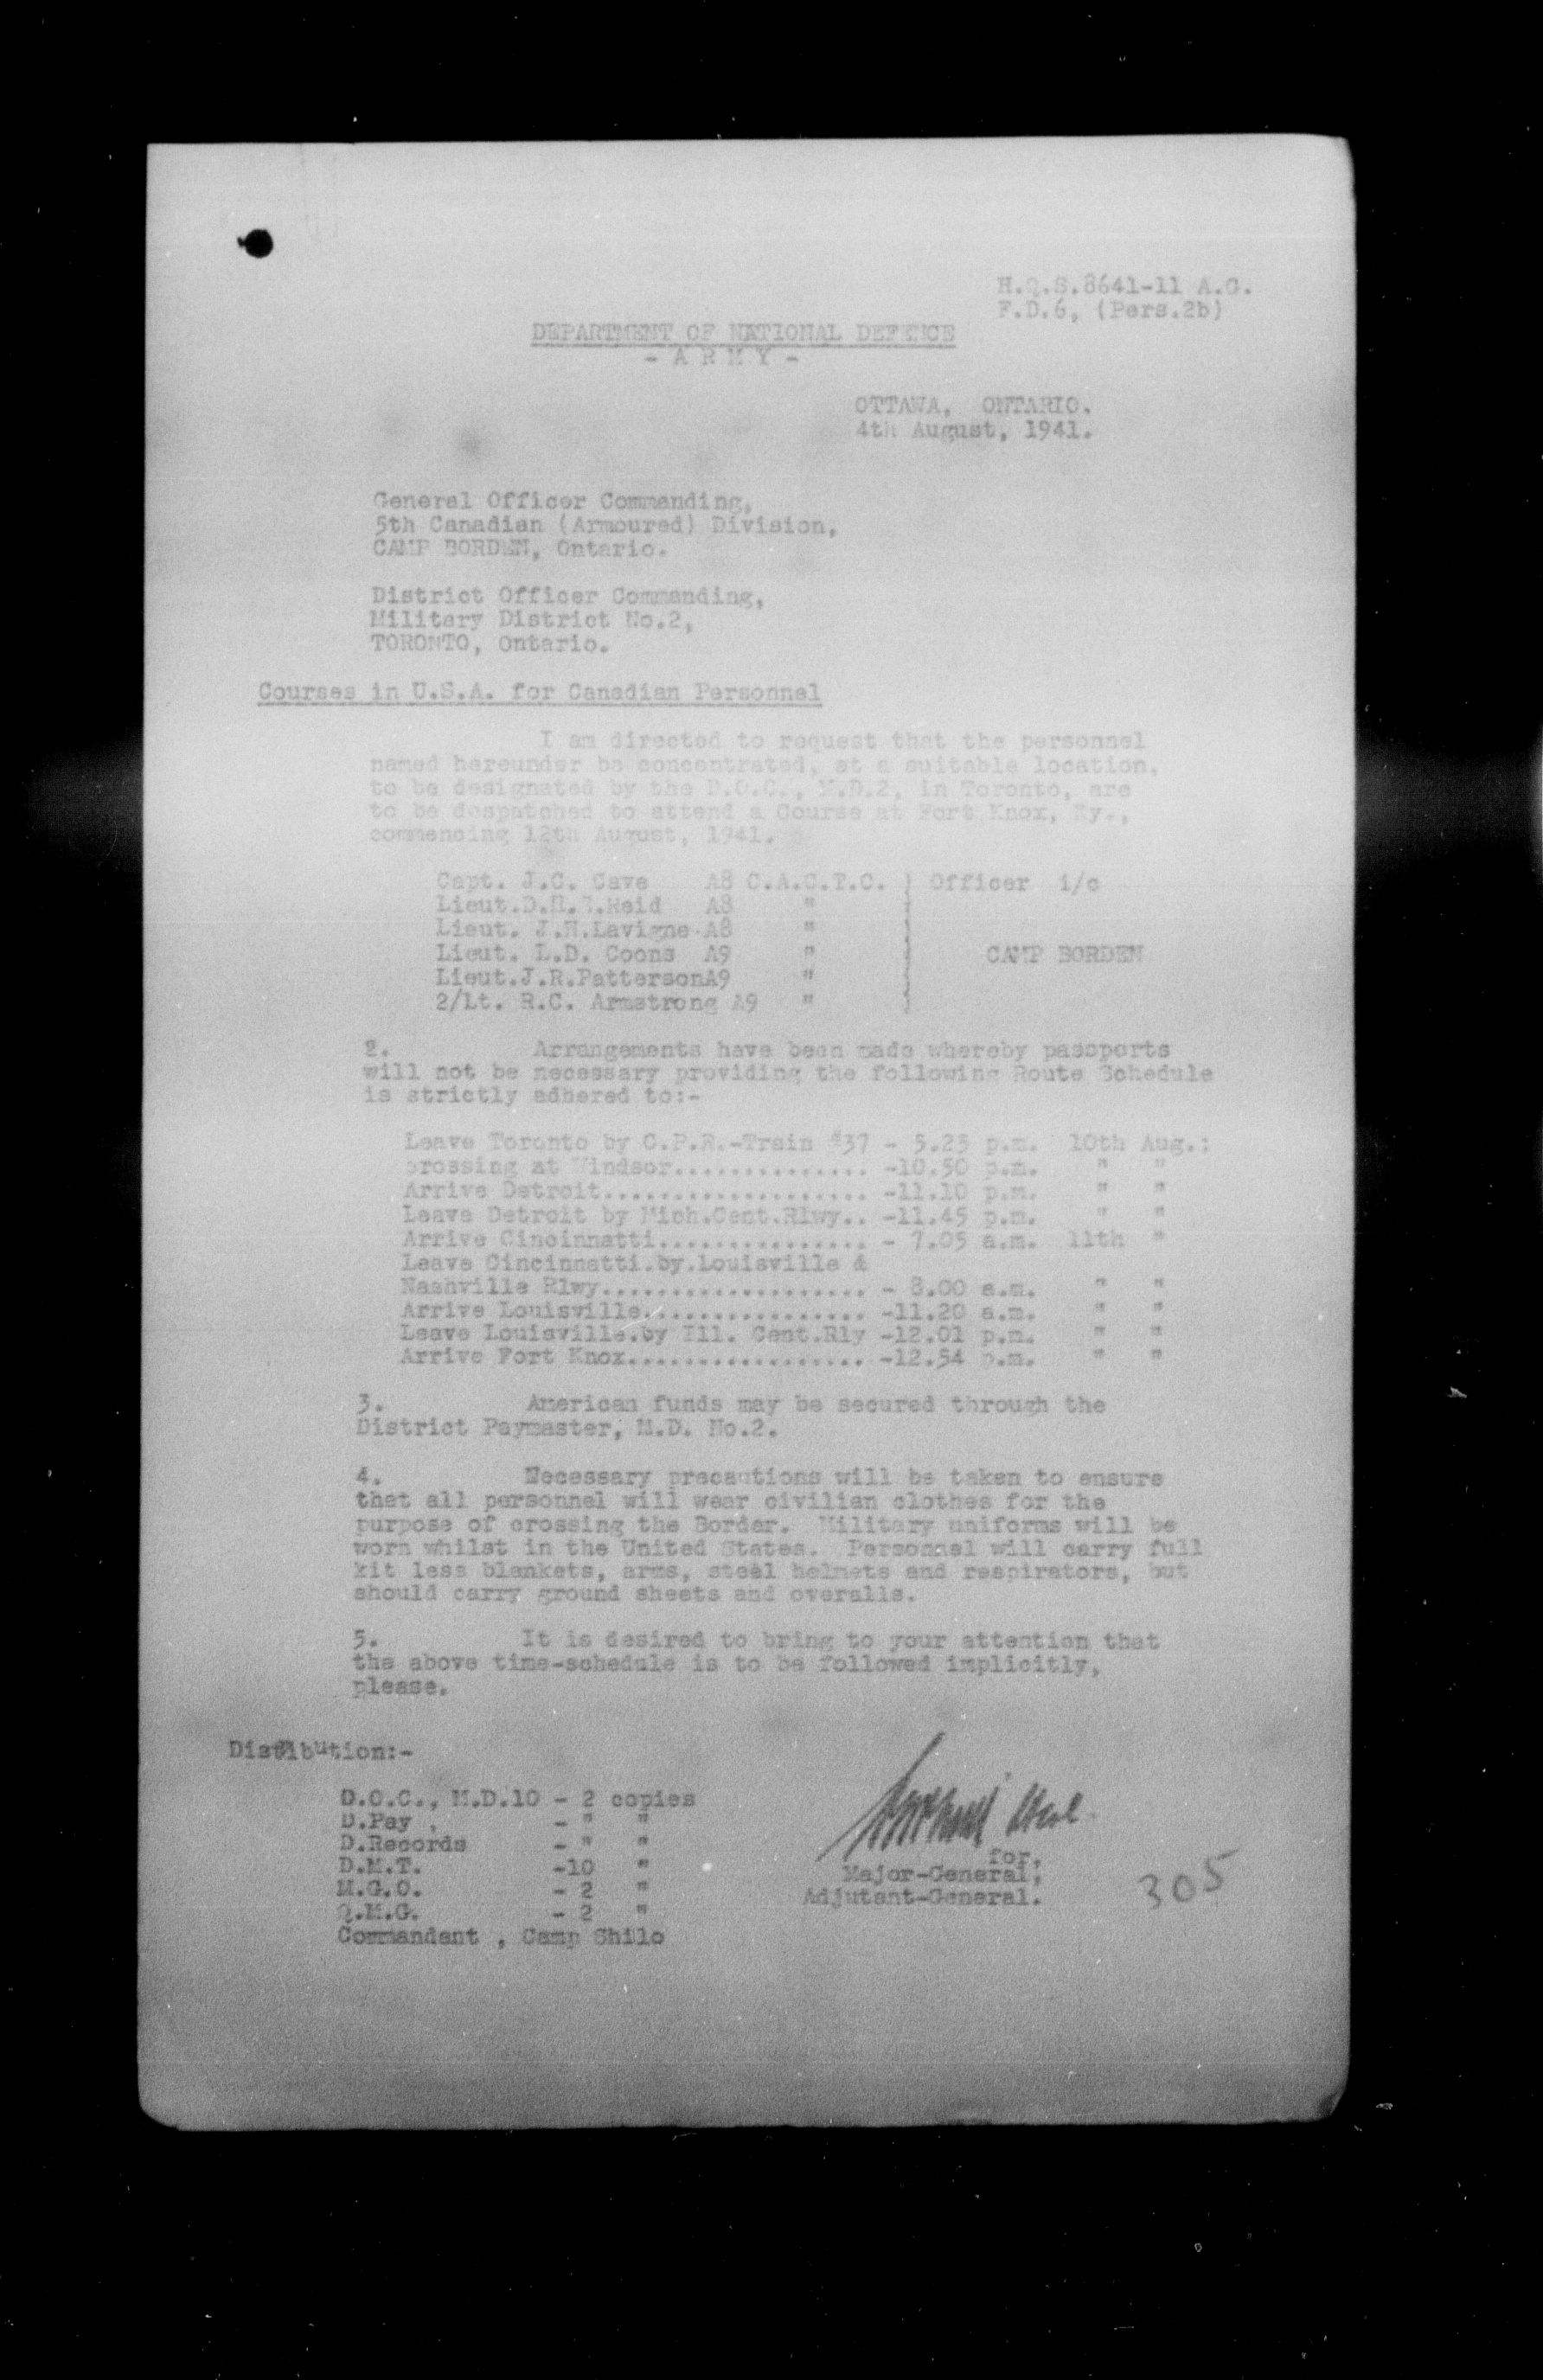 H.Q.S.8641-11 A.G.
F.D.6, (Pers.2b)
DEPARTMENT OF NATIONAL DEFENCE
- A R M Y -
OTTAWA, ONTARIO.
4th August, 1941.
General Officer Commanding,
5th Canadian (Armoured) Division,
CAMP BORDEN, Ontario.
District Officer Commanding,
Military District No.2,
TORONTO, Ontario.
Courses in U.S.A. for Canadian Personnel
I am directed to request that the personnel
named hereunder be concentrated, at a suitable location,
to be designated by the D.O.C., M.D.2, in Toronto, are
to be despatched to attend a Course at Fort Knox, Ky.,
commencing 12th August, 1941.
Capt. J.C. Cave A8 C.A.C.T.C. ) Officer i/c
Lieut.D.H. Reid A8 " )
Lieut. J.H.Lavigne-A8 " )
Lieut. L.D. Coons A9 " ) CAMP BORDEN
Lieut.J.R.PattersonA9 " )
2/Lt. R.C. Armstrong A9 " )
2. Arrangements have been made whereby passports
will not be necessary providing the following Route Schedule
is strictly adhered to:-
Leave Toronto by C.P.R.-Train #37 - 5.25 p.m. 10th Aug.;
crossing at Windsor.............. -10.50 p.m. " "
Arrive Detroit................... -11.10 p.m. " "
Leave Detroit by Mich.Cent.Rlwy.. -11.45 p.m. " "
Arrive Cincinnatti............... - 7.05 a.m. 11th "
Leave Cincinnatti.by.Louisville &
Nashville Rlwy................... - 8.00 a.m. " "
Arrive Louisville................ -11.20 a.m. " "
Leave Louisville.by Ill. Cent.Rly -12.01 p.m. " "
Arrive Fort Knox................. -12.54 p.m. " "
3. American funds may be secured through the
District Paymaster, M.D. No.2.
4. Necessary precautions will be taken to ensure
that all personnel will wear civilian clothes for the
purpose of crossing the Border. Military uniforms will be
worn whilst in the United States. Personnel will carry full
kit less blankets, arms, steel helmets and respirators, but
should carry ground sheets and overalls.
5. It is desired to bring to your attention that
the above time-schedule is to be followed implicitly,
please.
Distribution:-
D.O.C., M.D.10 - 2 copies
D.Pay , - " "
D.Records - " "
D.M.T. -10 "
M.G.O. - 2 "
Q.M.G. - 2 "
Commandant , Camp Shilo
for,
Major-General,
Adjutant-General.
305